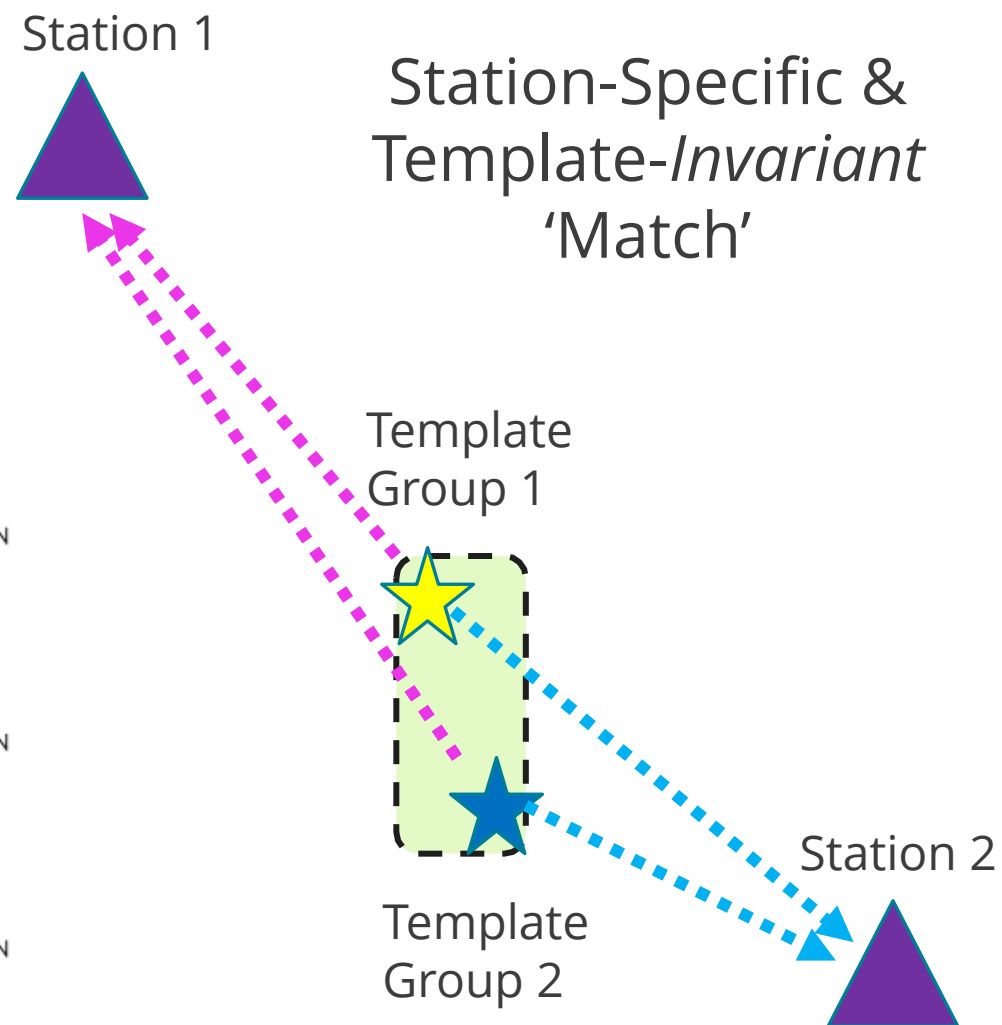 Station 1
Station-Specific &
Template-Invariant
‘Match’
Template
Group 1
N
N
Station 2
Template
Group 2
N